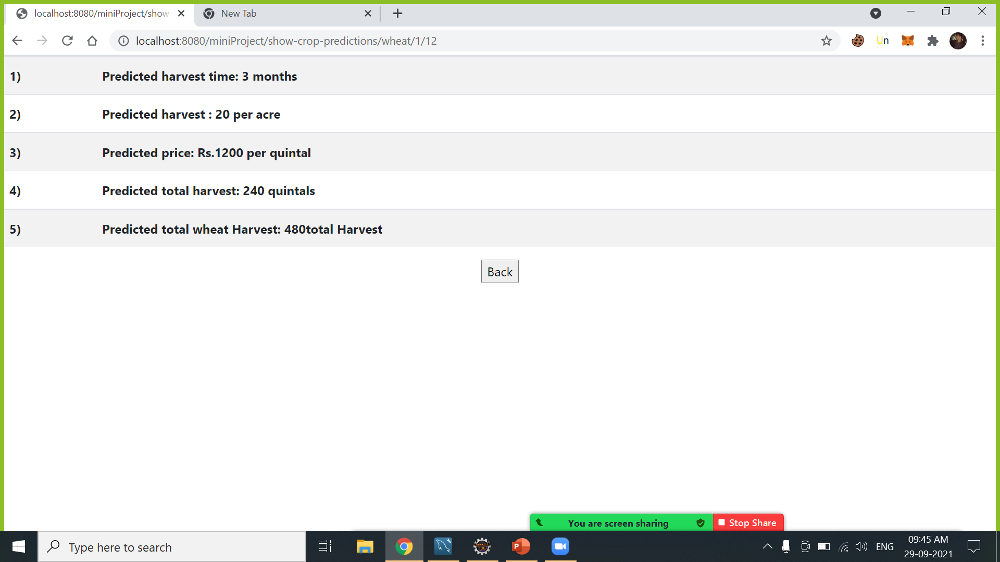 localhost:8080/miniProject/show
New Tab
localhost:8080/miniProject/show-crop-predictions/wheat/1/12
Un
1) Predicted harvest time: 3 months
2) Predicted harvest : 20 per acre
3) Predicted price: Rs.1200 per quintal
4) Predicted total harvest: 240 quintals
5) Predicted total wheat Harvest: 480total Harvest
Back
You are screen sharing
Stop Share
Type here to search
Java EE
IDE
P
ENG
09:45 AM
29-09-2021